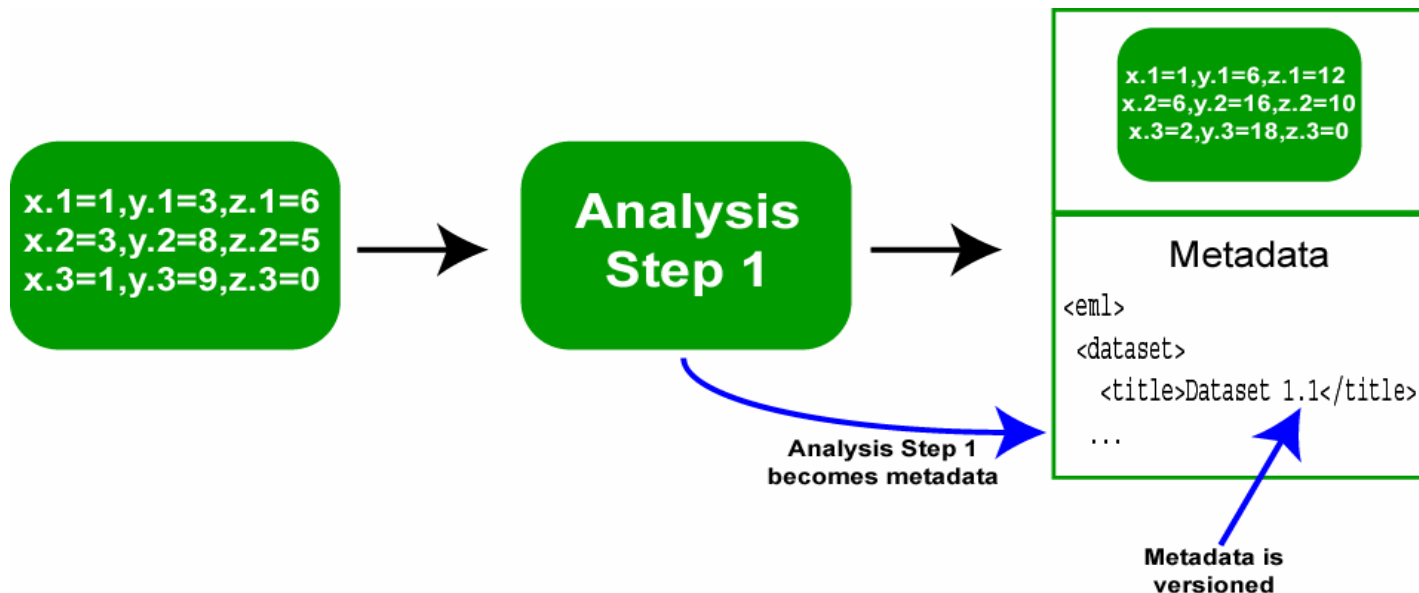 x.1=1,y.1=3,z.1=6
x.2=3,y.2=8,z.2=5
x.3=1,y.3=9,z.3=0
Analysis
Step 1
x.1=1,y.1=6,z.1=12
x.2=6,y.2=16,z.2=10
x.3=2,y.3=18,z.3=0
Metadata
<eml>
<dataset>
<title>Dataset 1.1</title>
...
Analysis Step 1
becomes metadata
Metadata is
versioned